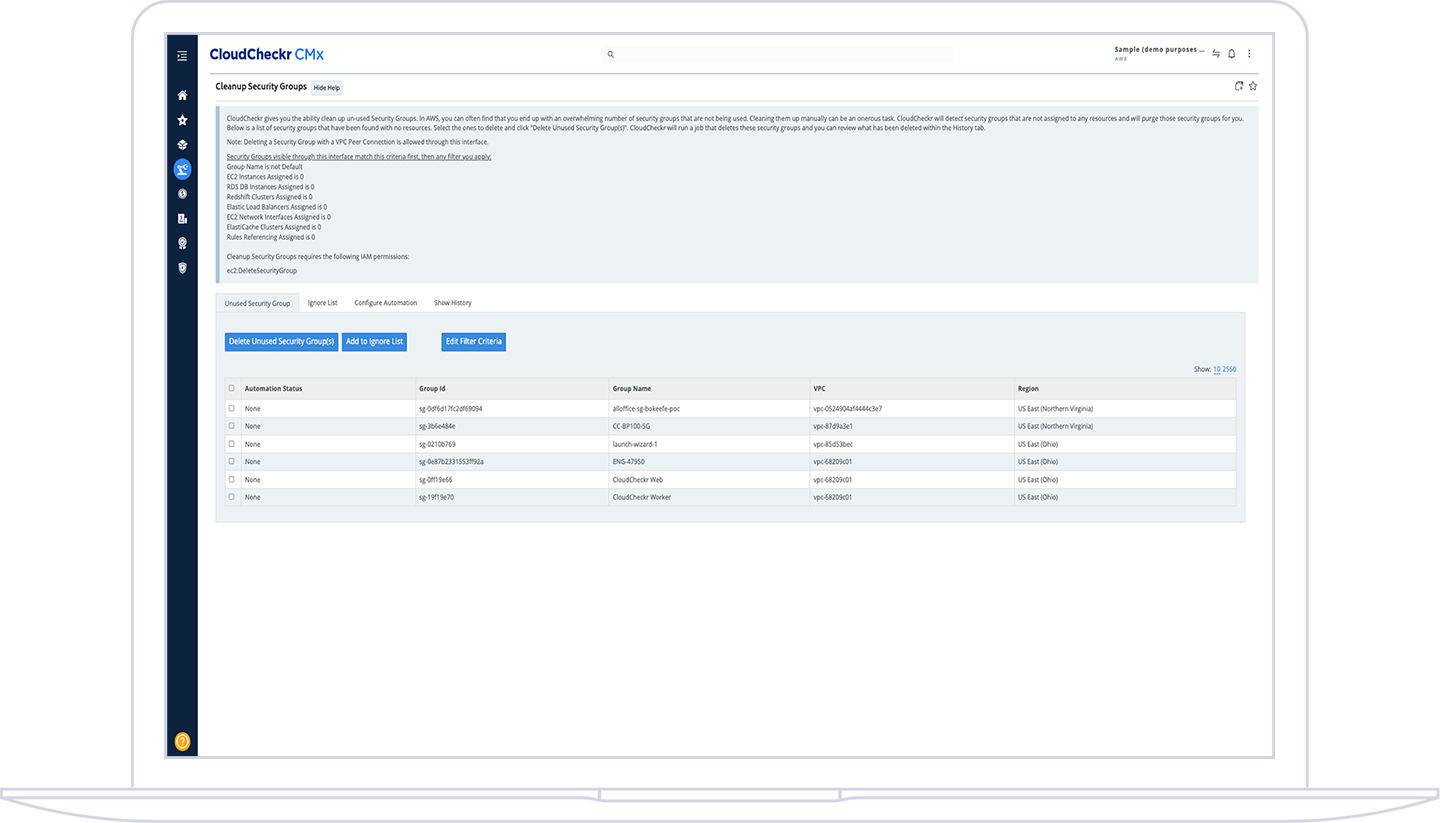 CloudCheckr CMx
Sample (demo purposes ...
AWS
Cleanup Security Groups Hide Help
CloudCheckr gives you the ability clean up un-used Security Groups. In AWS, you can often find that you end up with an overwhelming number of security groups that are not being used. Cleaning them up manually can be an onerous task. CloudCheckr will detect security groups that are not assigned to any resources and will purge those security groups for you.
Below is a list of security groups that have been found with no resources. Select the ones to delete and click "Delete Unused Security Group(s)". CloudCheckr will run a job that deletes these security groups and you can review what has been deleted within the History tab.
Note: Deleting a Security Group with a VPC Peer Connection is allowed through this interface.
Security Groups visible through this interface match this criteria first, then any filter you apply:
Group Name is not Default
EC2 Instances Assigned is 0
RDS DB Instances Assigned is 0
Redshift Clusters Assigned is 0
Elastic Load Balancers Assigned is 0
EC2 Network Interfaces Assigned is 0
ElastiCache Clusters Assigned is 0
Rules Referencing Assigned is 0
Cleanup Security Groups requires the following IAM permissions:
ec2:DeleteSecurityGroup
Unused Security Group Ignore List Configure Automation Show History
Delete Unused Security Group(s) Add to Ignore List Edit Filter Criteria
Show: 10 2550
Automation Status Group Id Group Name VPC Region
None sg-0df6d17fc2df69094 alloffice-sg-bokeefe-poc vpc-0524904af4444c3e7 US East (Northern Virginia)
None sg-3b6e484e CC-BP100-SG vpc-87d9a3e1 US East (Northern Virginia)
None sg-0210b769 launch-wizard-1 vpc-85d53bec US East (Ohio)
None sg-0e87b2331553ff92a ENG-47950 vpc-68209c01 US East (Ohio)
None sg-0ff19e66 CloudCheckr Web vpc-68209c01 US East (Ohio)
None sg-19f19e70 CloudCheckr Worker vpc-68209c01 US East (Ohio)